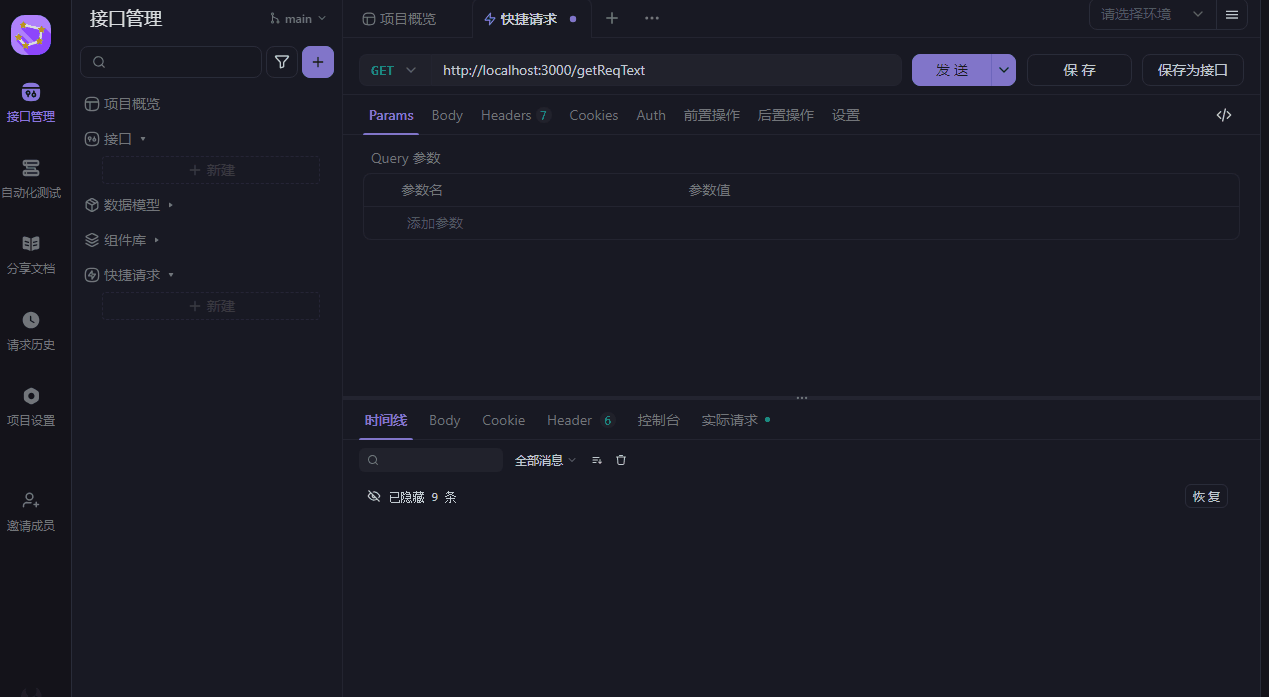 接口管理
main
项目概览
快捷请求
请选择环境
GET
http://localhost:3000/getReqText
发 送
保 存
保存为接口
接口管理
自动化测试
分享文档
请求历史
项目设置
邀请成员
项目概览
接口
新建
数据模型
组件库
快捷请求
新建
Params
Body
Headers 7
Cookies
Auth
前置操作
后置操作
设置
Query 参数
参数名
参数值
添加参数
时间线
Body
Cookie
Header 6
控制台
实际请求
全部消息
已隐藏 9 条
恢 复